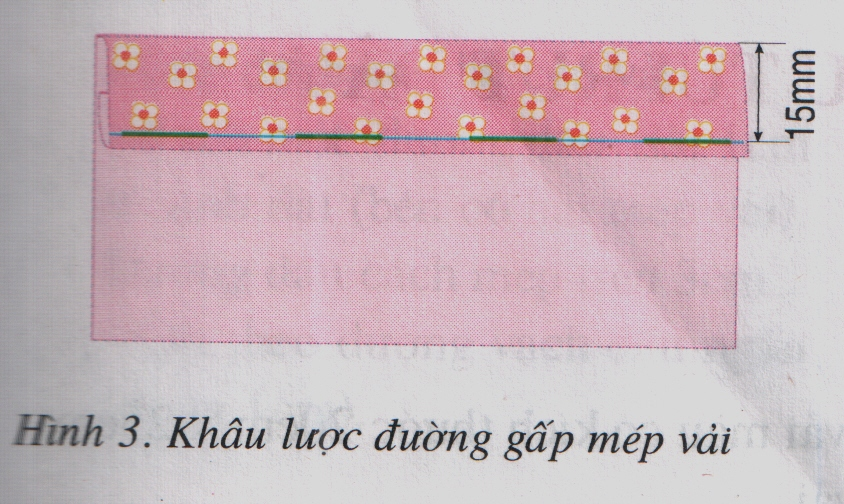 15mm
Hình 3. Khâu lược đường gấp mép vải